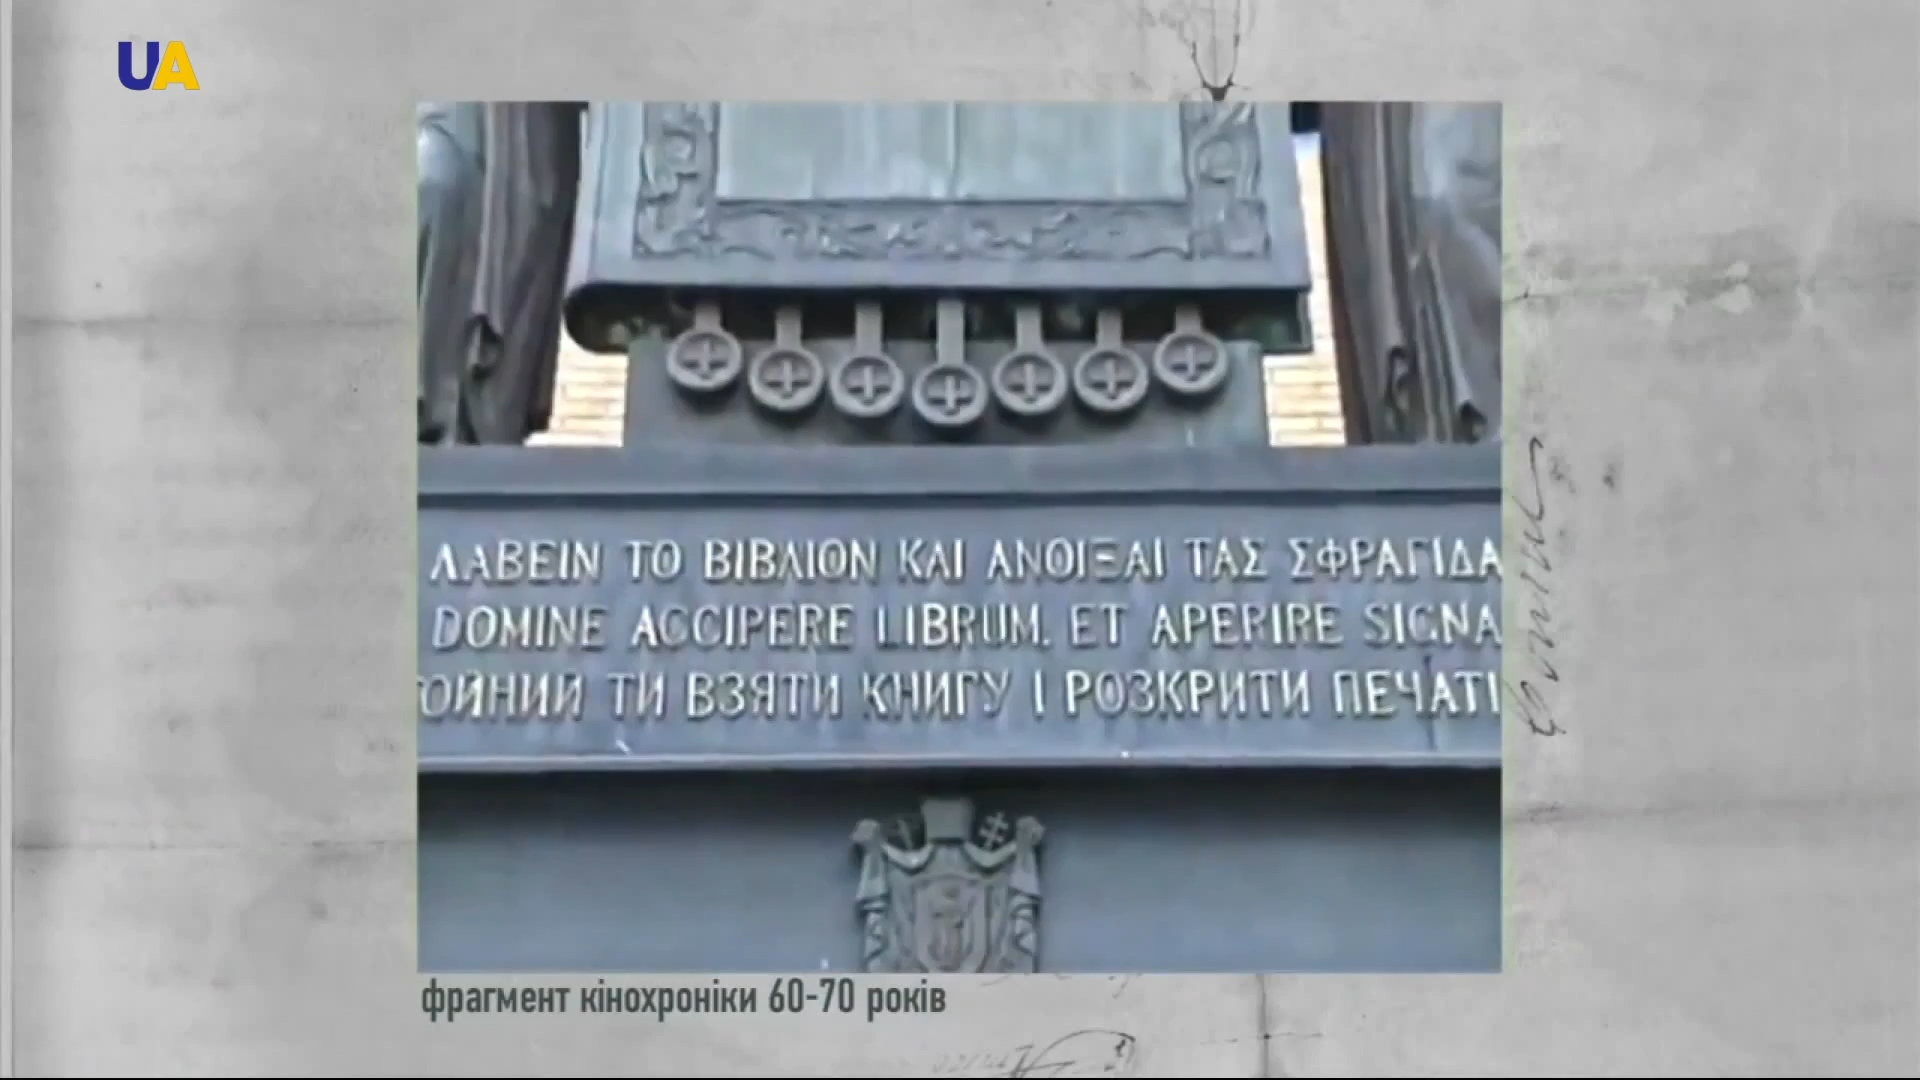 UA
ΛΑΒΕΙΝ ΤΟ ΒΙΒΛΙΟΝ ΚΑΙ ΑΝΟΙΞΑΙ ΤΑΣ ΣΦΡΑΓΙΔΑ
DOMINE ACCIPERE LIBRUM, ET APERIRE SIGNA
ОЙНИЙ ТИ ВЗЯТИ КНИГУ І РОЗКРИТИ ПЕЧАТІ
фрагмент кінохроніки 60-70 років